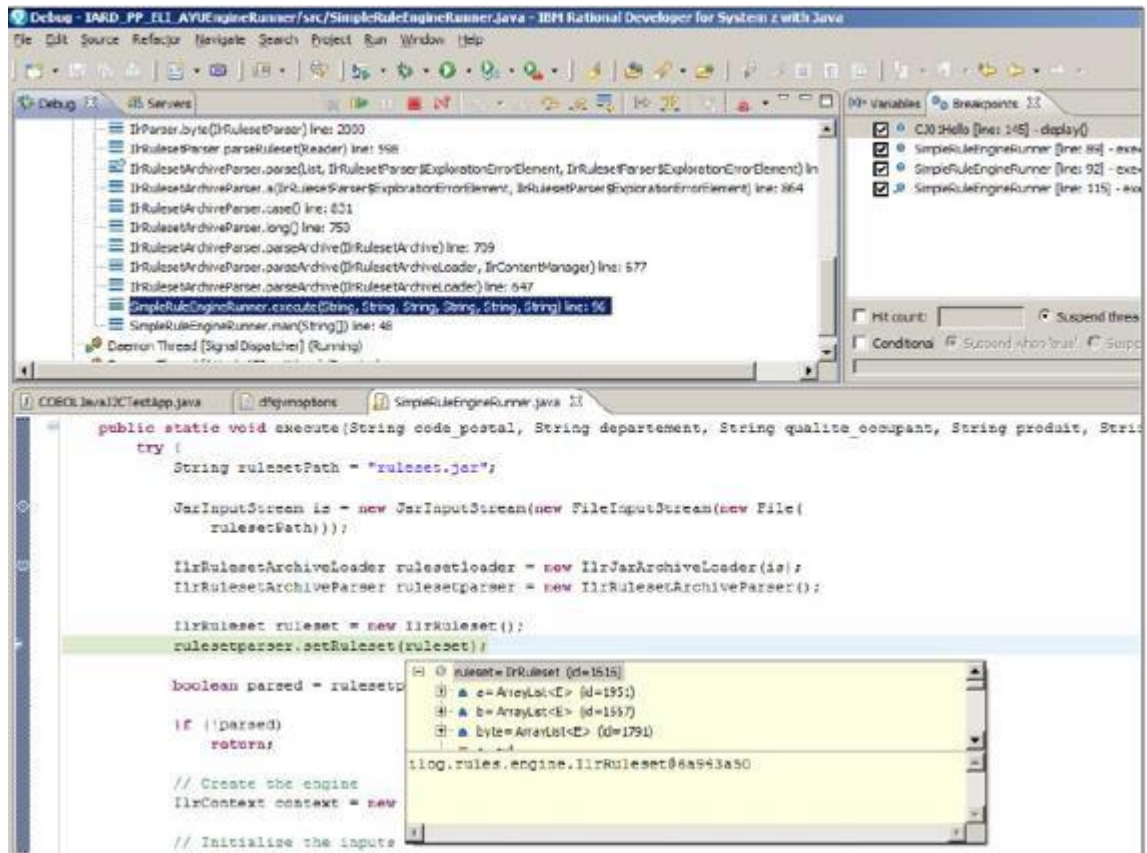 Debug - IARD_PP_ELI_AYUEngineRunner/src/SimpleRuleEngineRunner.java - IBM Rational Developer for System z with Java
File Edit Source Refactor Navigate Search Project Run Window Help
Debug Servers
IlrParser.byte(IlrRulesetParser) line: 2000
IlrRulesetParser.parseRuleset(Reader) line: 598
IlrRulesetArchiveParser.parse(List, IlrRulesetParser$ExplorationErrorElement, IlrRulesetParser$ExplorationErrorElement) lin
IlrRulesetArchiveParser.a(IlrRulesetParser$ExplorationErrorElement, IlrRulesetParser$ExplorationErrorElement) line: 864
IlrRulesetArchiveParser.case() line: 831
IlrRulesetArchiveParser.long() line: 753
IlrRulesetArchiveParser.parseArchive(IlrRulesetArchive) line: 709
IlrRulesetArchiveParser.parseArchive(IlrRulesetArchiveLoader, IlrContentManager) line: 677
IlrRulesetArchiveParser.parseArchive(IlrRulesetArchiveLoader) line: 647
SimpleRuleEngineRunner.execute(String, String, String, String, String, String) line: 96
SimpleRuleEngineRunner.main(String[]) line: 48
Daemon Thread [Signal Dispatcher] (Running)
Variables Breakpoints
CJ01Hello [line: 145] - deplay()
SimpleRuleEngineRunner [line: 89] - exe
SimpleRuleEngineRunner [line: 92] - exe
SimpleRuleEngineRunner [line: 115] - exe
Hit count: Suspend threa
Conditional Suspend when 'true' Suspe
COBOLJavaJ2CTestApp.java dfhjvmoptions SimpleRuleEngineRunner.java
public static void execute(String code_postal, String departement, String qualite_occupant, String produit, Stri
try {
String rulesetPath = "ruleset.jar";
JarInputStream is = new JarInputStream(new FileInputStream(new File(
rulesetPath)));
IlrRulesetArchiveLoader rulesetloader = new IlrJarArchiveLoader(is);
IlrRulesetArchiveParser rulesetparser = new IlrRulesetArchiveParser();
IlrRuleset ruleset = new IlrRuleset();
rulesetparser.setRuleset(ruleset);
boolean parsed = rulesetp
if (!parsed)
return;
// Create the engine
IlrContext context = new
// Initialize the inputs
ruleset= IlrRuleset (id=1515)
a= ArrayList<E> (id=1951)
b= ArrayList<E> (id=1557)
byte= ArrayList<E> (id=1791)
ilog.rules.engine.IlrRuleset@6a943a50